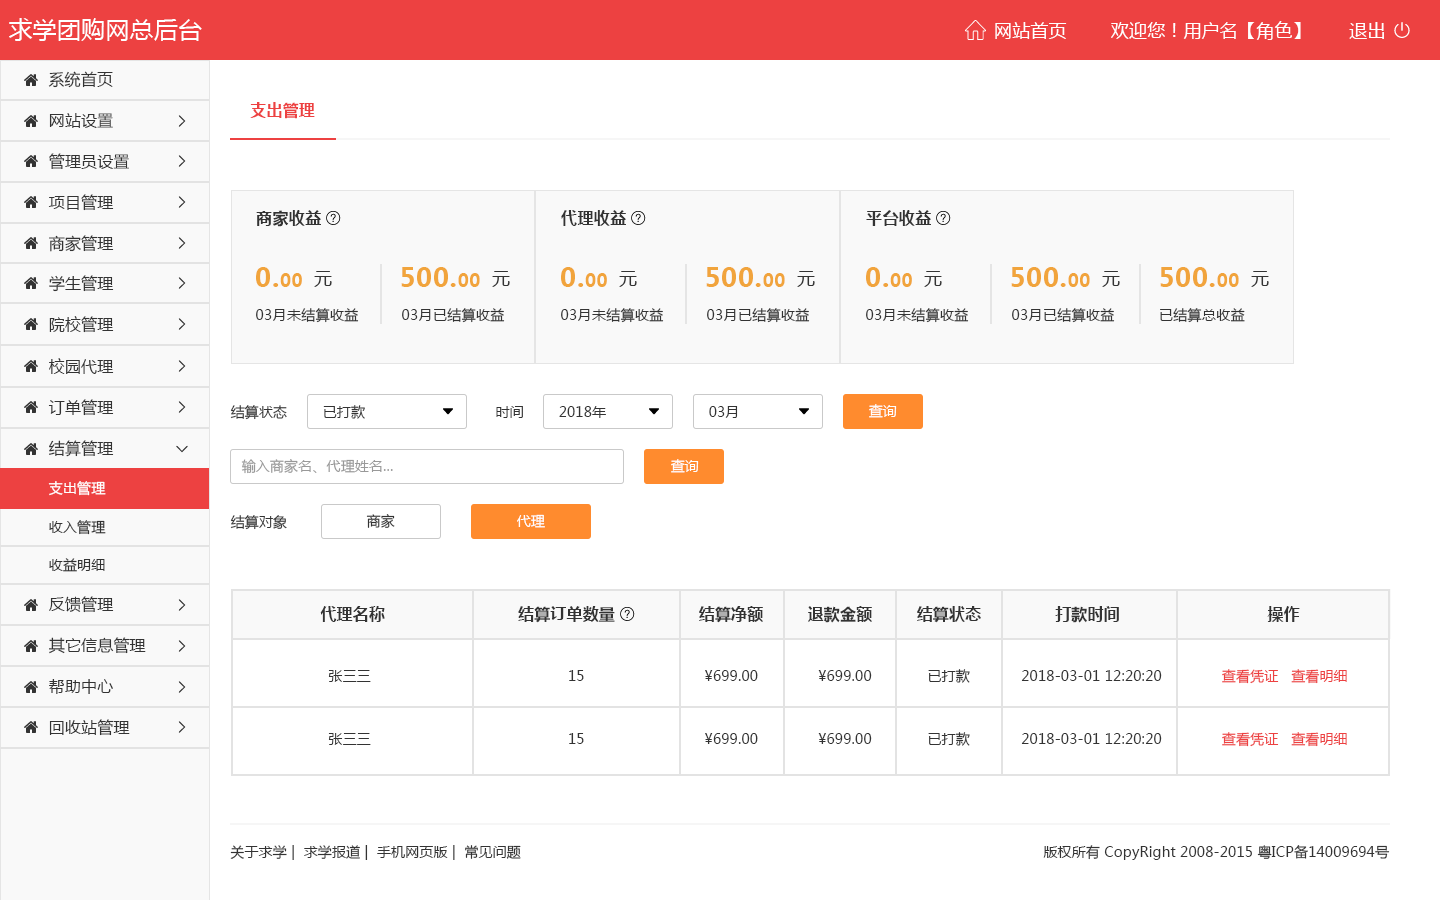 求学团购网总后台 网站首页 欢迎您！用户名【角色】 退出
系统首页
网站设置
管理员设置
项目管理
商家管理
学生管理
院校管理
校园代理
订单管理
结算管理
支出管理
收入管理
收益明细
反馈管理
其它信息管理
帮助中心
回收站管理
支出管理
商家收益
0.00 元 500.00 元
03月未结算收益 03月已结算收益
代理收益
0.00 元 500.00 元
03月未结算收益 03月已结算收益
平台收益
0.00 元 500.00 元 500.00 元
03月未结算收益 03月已结算收益 已结算总收益
结算状态 已打款 时间 2018年 03月 查询
输入商家名、代理姓名... 查询
结算对象 商家 代理
代理名称 结算订单数量 结算净额 退款金额 结算状态 打款时间 操作
张三三 15 ¥699.00 ¥699.00 已打款 2018-03-01 12:20:20 查看凭证 查看明细
张三三 15 ¥699.00 ¥699.00 已打款 2018-03-01 12:20:20 查看凭证 查看明细
关于求学 | 求学报道 | 手机网页版 | 常见问题 版权所有 CopyRight 2008-2015 粤ICP备14009694号